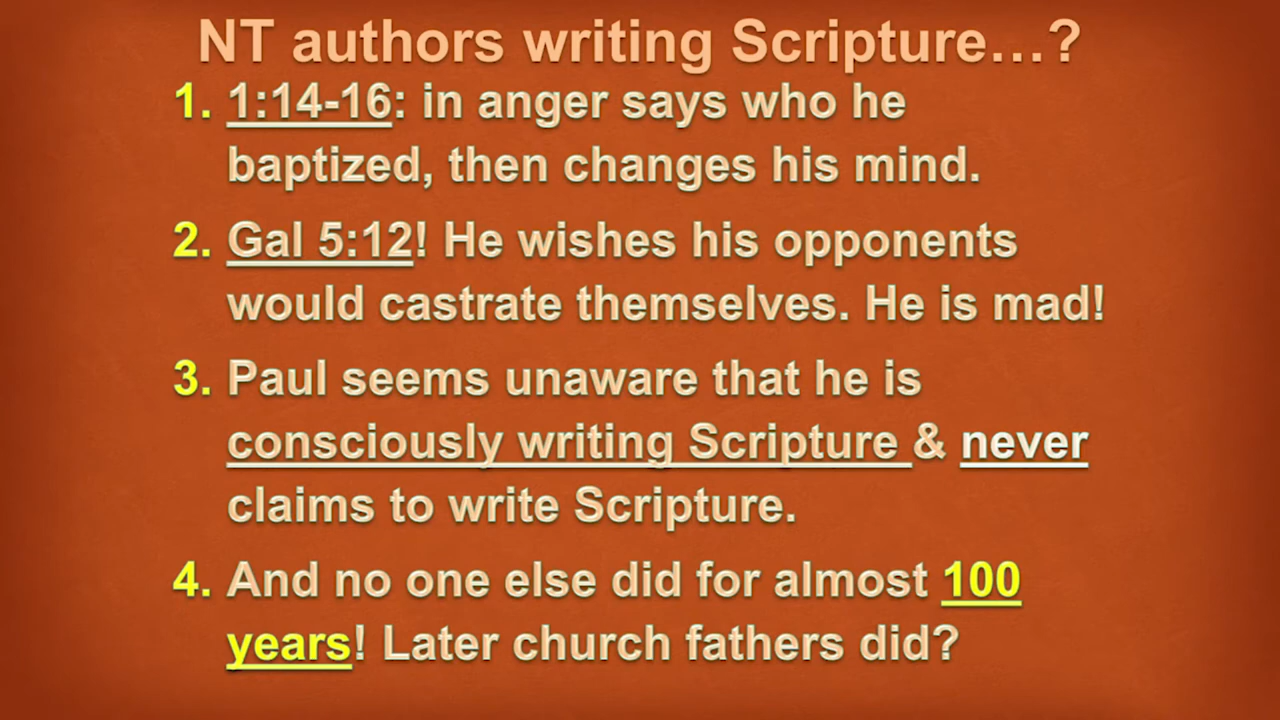 NT authors writing Scripture…?
1. 1:14-16: in anger says who he
baptized, then changes his mind.
2. Gal 5:12! He wishes his opponents
would castrate themselves. He is mad!
3. Paul seems unaware that he is
consciously writing Scripture & never
claims to write Scripture.
4. And no one else did for almost 100
years! Later church fathers did?